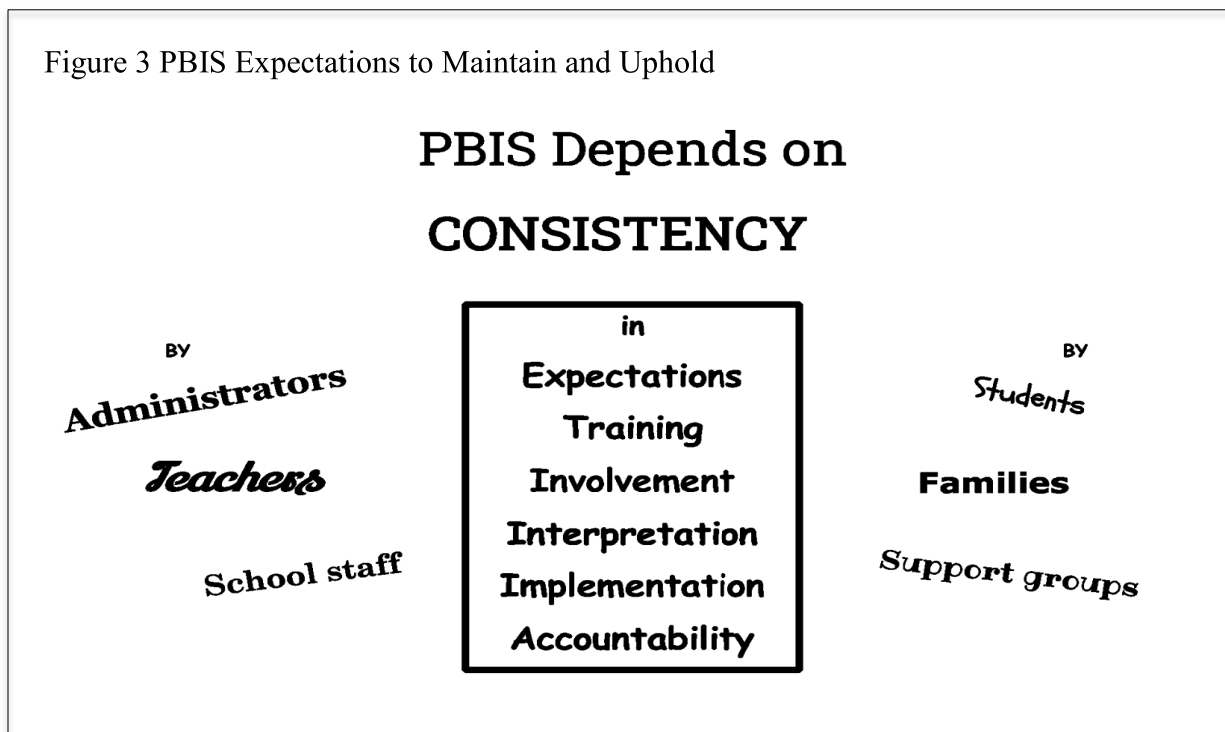 Figure 3 PBIS Expectations to Maintain and Uphold
PBIS Depends on
CONSISTENCY
BY
Administrators
Teachers
School staff
in
Expectations
Training
Involvement
Interpretation
Implementation
Accountability
BY
Students
Families
Support groups